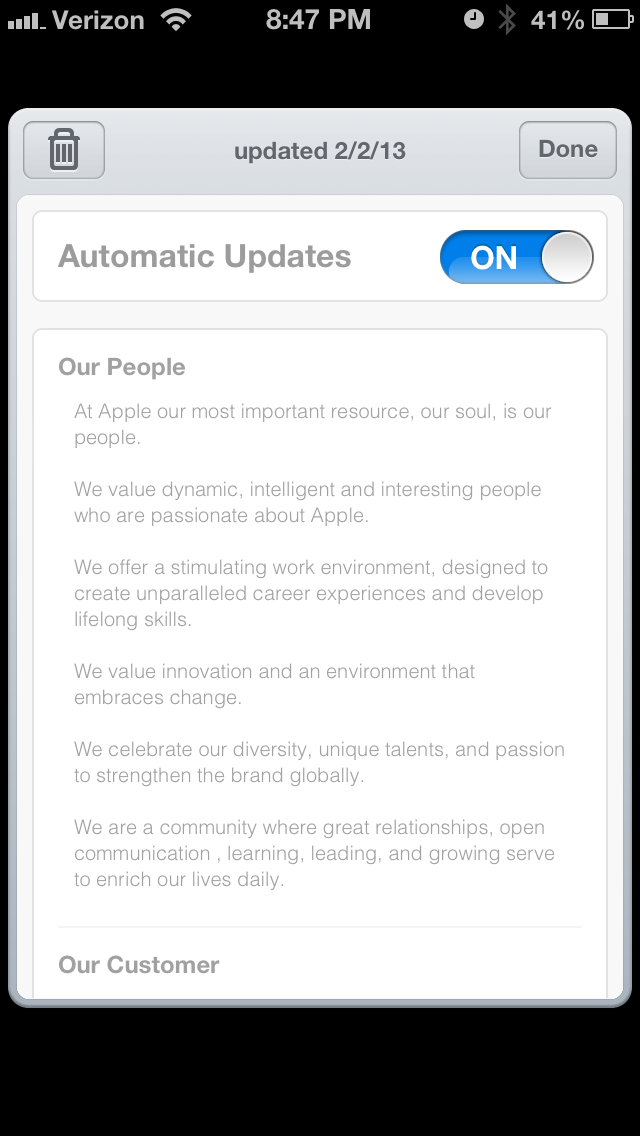 Verizon 8:47 PM 41%
updated 2/2/13 Done
Automatic Updates ON
Our People
At Apple our most important resource, our soul, is our
people.
We value dynamic, intelligent and interesting people
who are passionate about Apple.
We offer a stimulating work environment, designed to
create unparalleled career experiences and develop
lifelong skills.
We value innovation and an environment that
embraces change.
We celebrate our diversity, unique talents, and passion
to strengthen the brand globally.
We are a community where great relationships, open
communication , learning, leading, and growing serve
to enrich our lives daily.
Our Customer